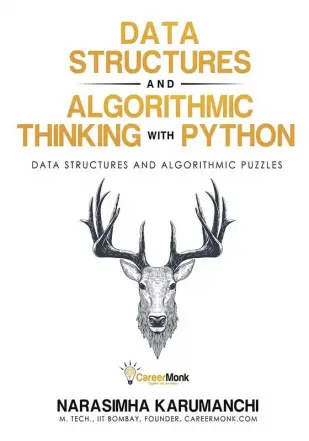 DATA
STRUCTURES
AND
ALGORITHMIC
THINKING WITH PYTHON
DATA STRUCTURES AND ALGORITHMIC PUZZLES
CareerMonk
NARASIMHA KARUMANCHI
M. TECH., IIT BOMBAY, FOUNDER, CAREERMONK.COM